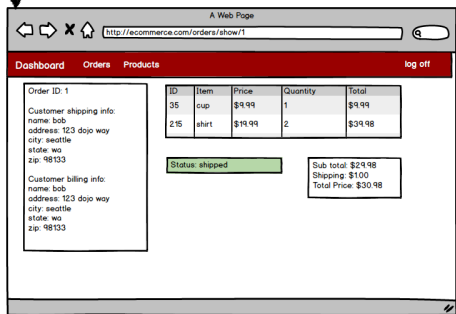 A Web Page
http://ecommerce.com/orders/show/1
Dashboard Orders Products log off
Order ID: 1
Customer shipping info:
name: bob
address: 123 dojo way
city: seattle
state: wa
zip: 98133
Customer billing info:
name: bob
address: 123 dojo way
city: seattle
state: wa
zip: 98133
ID Item Price Quantity Total
35 cup $9.99 1 $9.99
215 shirt $19.99 2 $39.98
Status: shipped
Sub total: $29.98
Shipping: $1.00
Total Price: $30.98